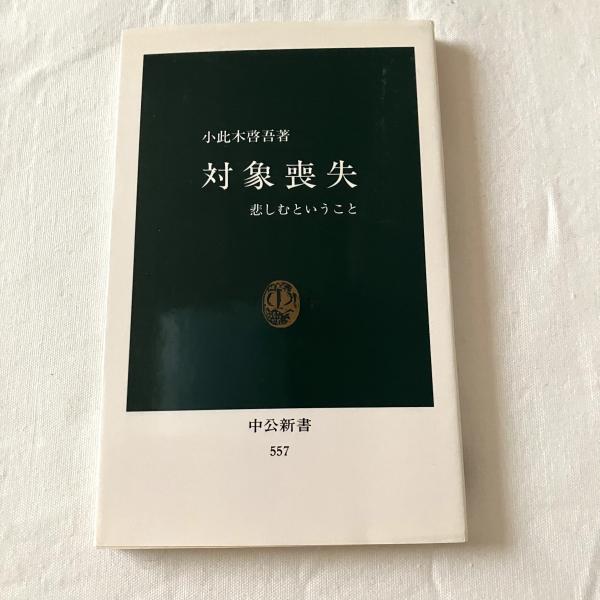 小此木啓吾著
対象喪失
悲しむということ
中公新書
557